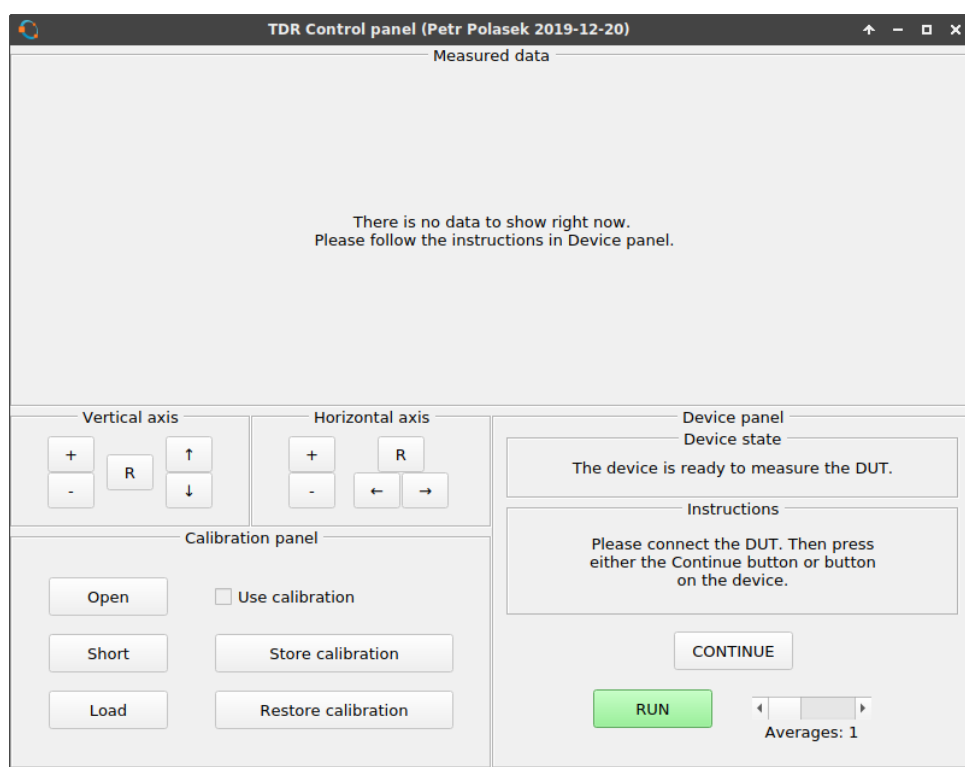 TDR Control panel (Petr Polasek 2019-12-20)
Measured data
There is no data to show right now.
Please follow the instructions in Device panel.
Vertical axis
+
R
↑
-
↓
Horizontal axis
+
R
-
←
→
Calibration panel
Open
Use calibration
Short
Store calibration
Load
Restore calibration
Device panel
Device state
The device is ready to measure the DUT.
Instructions
Please connect the DUT. Then press
either the Continue button or button
on the device.
CONTINUE
RUN
Averages: 1